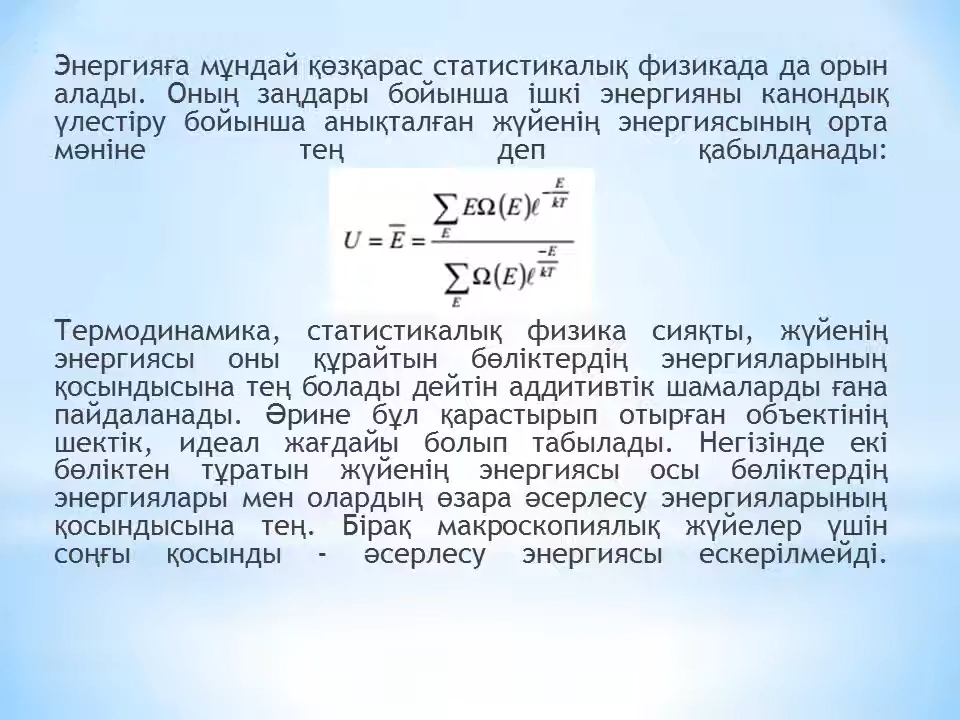 Энергияға мұндай қөзқарас статистикалық физикада да орын
алады. Оның заңдары бойынша ішкі энергияны канондық
үлестіру бойынша анықталған жүйенің энергиясының орта
мәніне тең деп қабылданады:
U = E̅ = (∑_E EΩ(E)ℓ^(−E/kT)) / (∑_E Ω(E)ℓ^(−E/kT))
Термодинамика, статистикалық физика сияқты, жүйенің
энергиясы оны құрайтын бөліктердің энергияларының
қосындысына тең болады дейтін аддитивтік шамаларды ғана
пайдаланады. Әрине бұл қарастырып отырған объектінің
шектік, идеал жағдайы болып табылады. Негізінде екі
бөліктен тұратын жүйенің энергиясы осы бөліктердің
энергиялары мен олардың өзара әсерлесу энергияларының
қосындысына тең. Бірақ макроскопиялық жүйелер үшін
соңғы қосынды - әсерлесу энергиясы ескерілмейді.